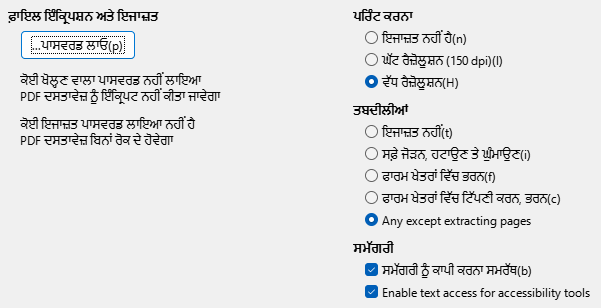 ਫ਼ਾਇਲ ਇੰਕ੍ਰਿਪਸ਼ਨ ਅਤੇ ਇਜਾਜ਼ਤ
...ਪਾਸਵਰਡ ਲਾਓ(p)
ਕੋਈ ਖੋਲ੍ਹਣ ਵਾਲਾ ਪਾਸਵਰਡ ਨਹੀਂ ਲਾਇਆ
PDF ਦਸਤਾਵੇਜ਼ ਨੂੰ ਇੰਕ੍ਰਿਪਟ ਨਹੀਂ ਕੀਤਾ ਜਾਵੇਗਾ
ਕੋਈ ਇਜਾਜ਼ਤ ਪਾਸਵਰਡ ਲਾਇਆ ਨਹੀਂ ਹੈ
PDF ਦਸਤਾਵੇਜ਼ ਬਿਨਾਂ ਰੋਕ ਦੇ ਹੋਵੇਗਾ
ਪਰਿੰਟ ਕਰਨਾ
ਇਜਾਜ਼ਤ ਨਹੀਂ ਹੈ(n)
ਘੱਟ ਰੈਜ਼ੋਲੂਸ਼ਨ (150 dpi)(l)
ਵੱਧ ਰੈਜ਼ੋਲੂਸ਼ਨ(H)
ਤਬਦੀਲੀਆਂ
ਇਜਾਜ਼ਤ ਨਹੀਂ(t)
ਸਫ਼ੇ ਜੋੜਨ, ਹਟਾਉਣ ਤੇ ਘੁੰਮਾਉਣ(i)
ਫਾਰਮ ਖੇਤਰਾਂ ਵਿੱਚ ਭਰਨ(f)
ਫਾਰਮ ਖੇਤਰਾਂ ਵਿੱਚ ਟਿੱਪਣੀ ਕਰਨ, ਭਰਨ(c)
Any except extracting pages
ਸਮੱਗਰੀ
ਸਮੱਗਰੀ ਨੂੰ ਕਾਪੀ ਕਰਨਾ ਸਮਰੱਥ(b)
Enable text access for accessibility tools